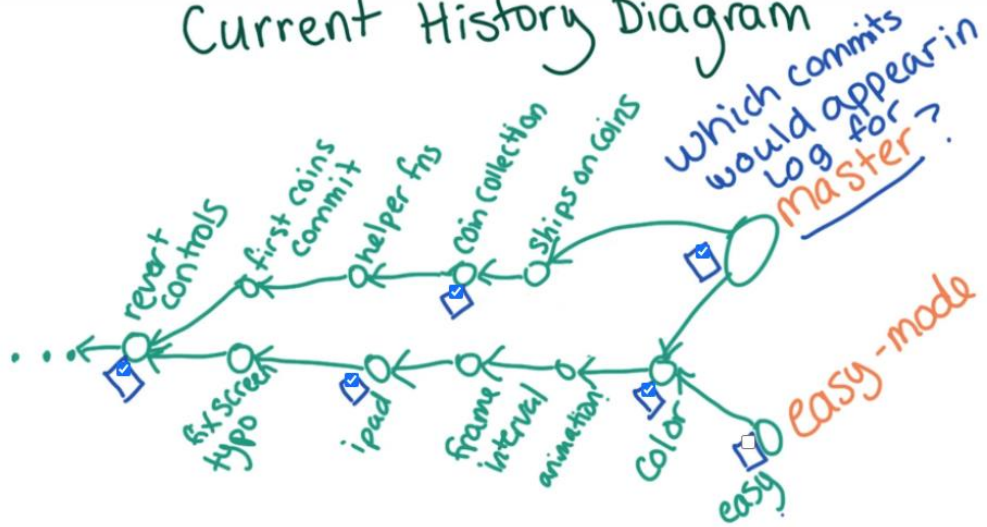 Current History Diagram
which commits
would appear in
log for
master?
revert
controls
first coins
commit
helper fns
coin collection
ships on coins
fix screen
typo
ipad
frame
interval
animation
color
easy
easy-mode